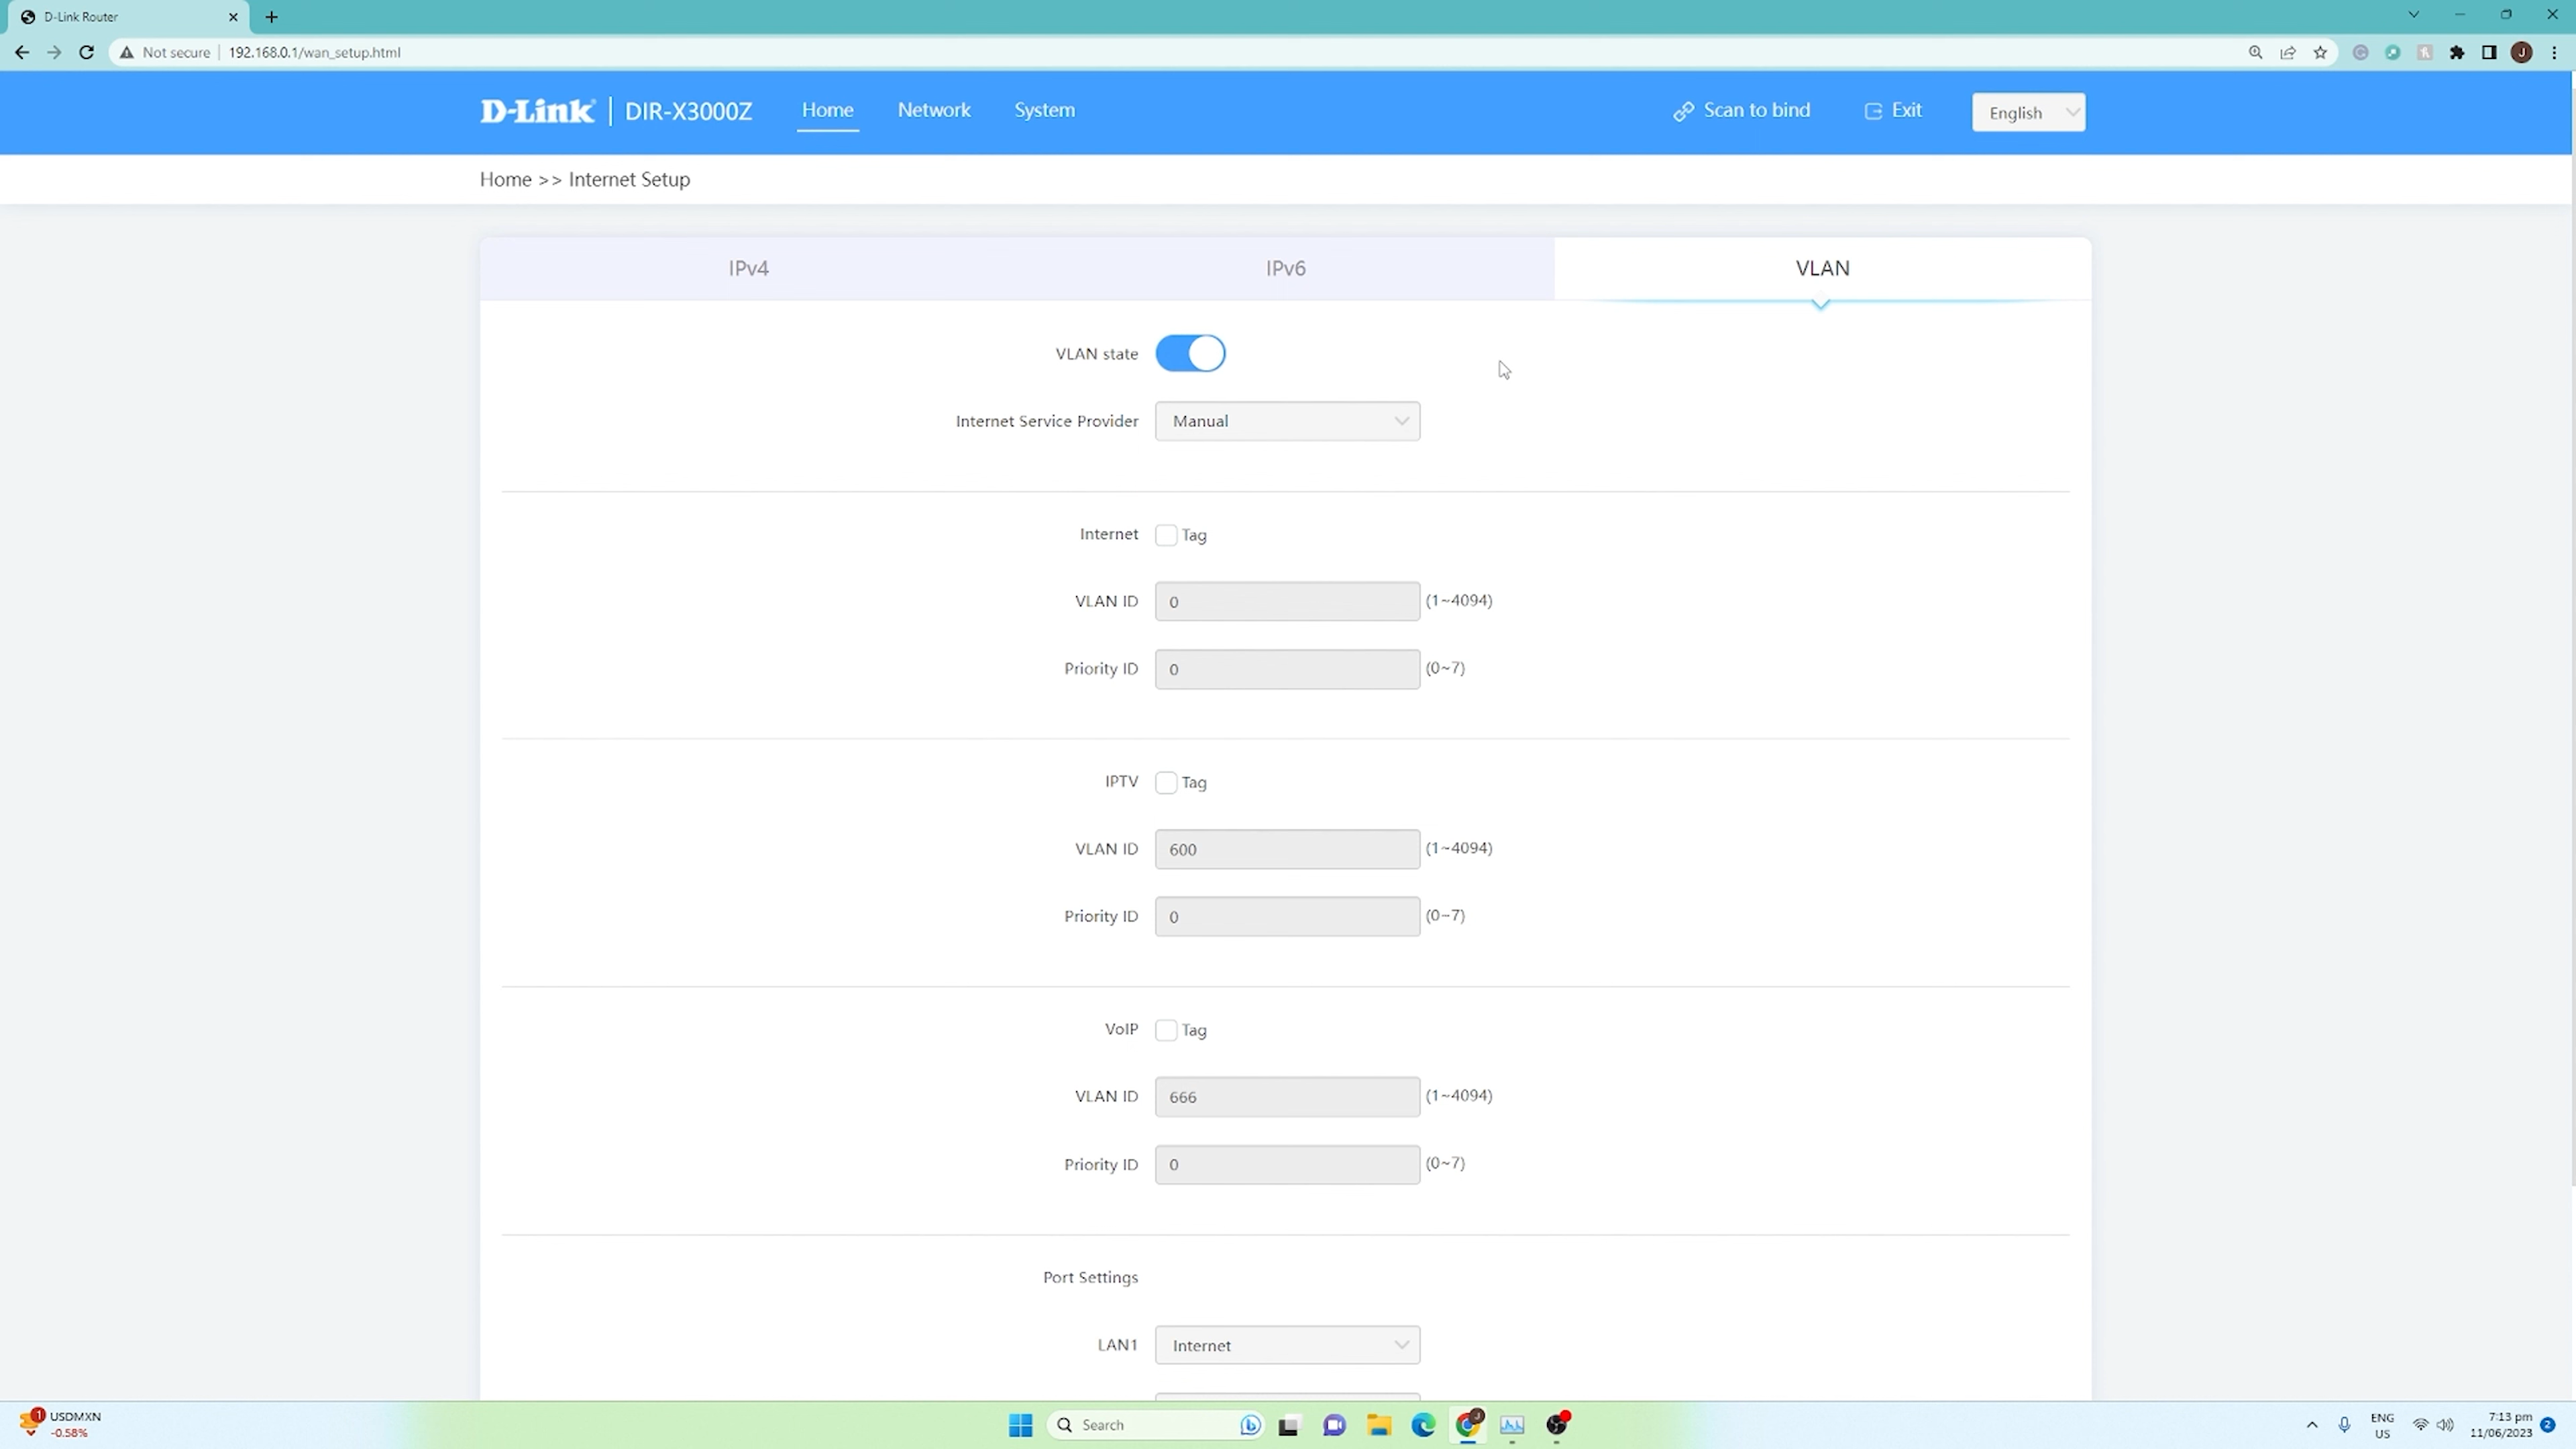 D-Link Router
Not secure 192.168.0.1/wan_setup.html
D-Link DIR-X3000Z Home Network System Scan to bind Exit English
Home >> Internet Setup
IPv4 IPv6 VLAN
VLAN state
Internet Service Provider Manual
Internet Tag
VLAN ID 0 (1~4094)
Priority ID 0 (0~7)
IPTV Tag
VLAN ID 600 (1~4094)
Priority ID 0 (0~7)
VoIP Tag
VLAN ID 666 (1~4094)
Priority ID 0 (0~7)
Port Settings
LAN1 Internet
1 USDMXN
-0.58%
Search
J
ENG
US
7:13 pm
11/06/2023
2